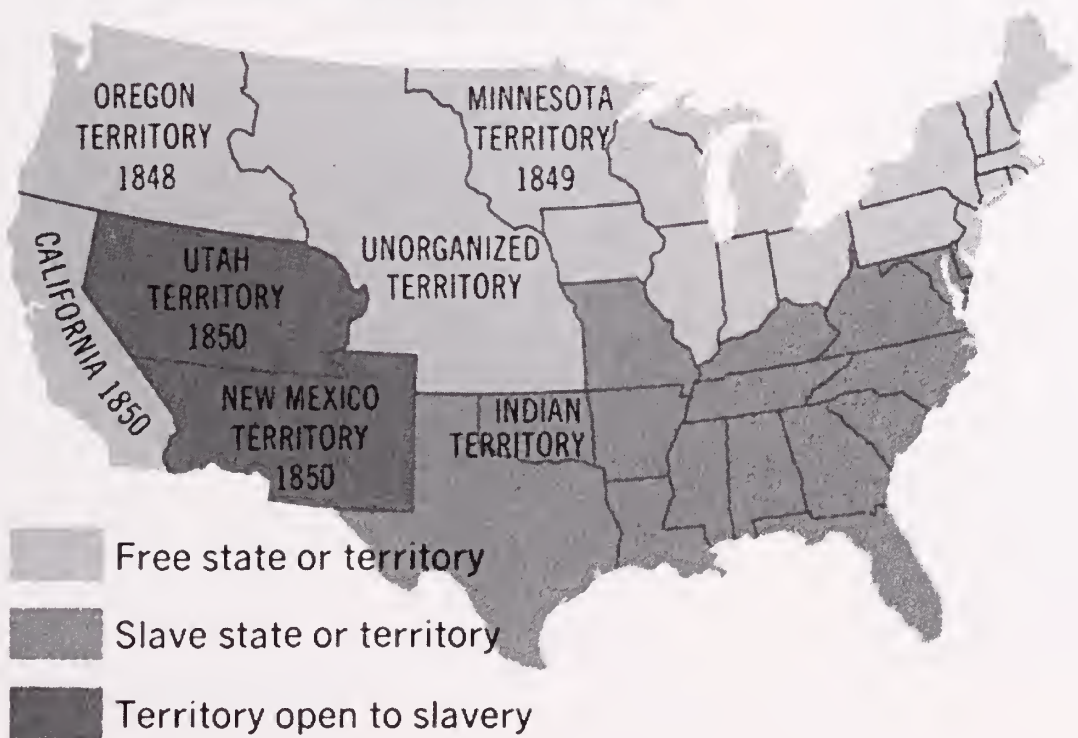 OREGON
TERRITORY
1848
MINNESOTA
TERRITORY
1849
UNORGANIZED
TERRITORY
UTAH
TERRITORY
1850
CALIFORNIA 1850
NEW MEXICO
TERRITORY
1850
INDIAN
TERRITORY
Free state or territory
Slave state or territory
Territory open to slavery